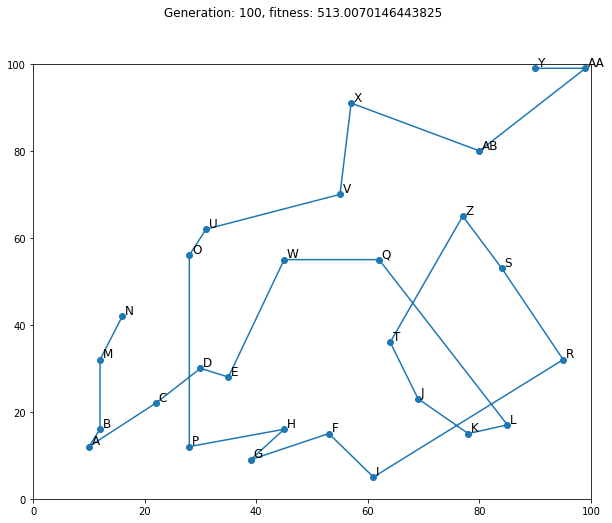 Generation: 100, fitness: 513.0070146443825
100
Y AA
X
80
AB
V
Z
U
60
O
W Q
S
N
40
T
M R
D
E
C J
20
B H L
F K
A P
G
I
0
0 20 40 60 80 100